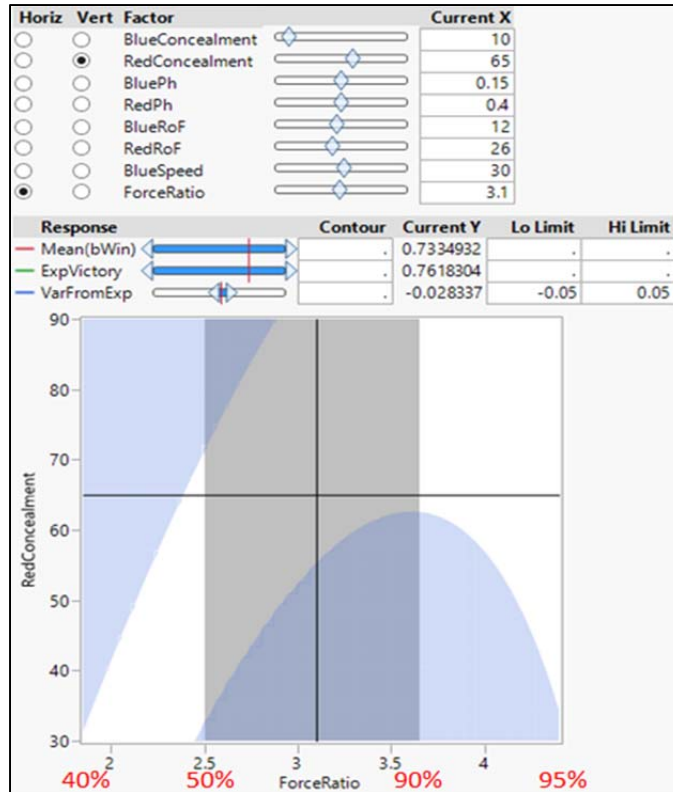 Horiz Vert Factor Current X
BlueConcealment 10
RedConcealment 65
BluePh 0.15
RedPh 0.4
BlueRoF 12
RedRoF 26
BlueSpeed 30
ForceRatio 3.1
Response Contour Current Y Lo Limit Hi Limit
Mean(bWin) . 0.7334932 . .
ExpVictory . 0.7618304 . .
VarFromExp . -0.028337 -0.05 0.05
90
80
70
60
50
40
30
RedConcealment
2 2.5 3 3.5 4
40% 50% ForceRatio 90% 95%